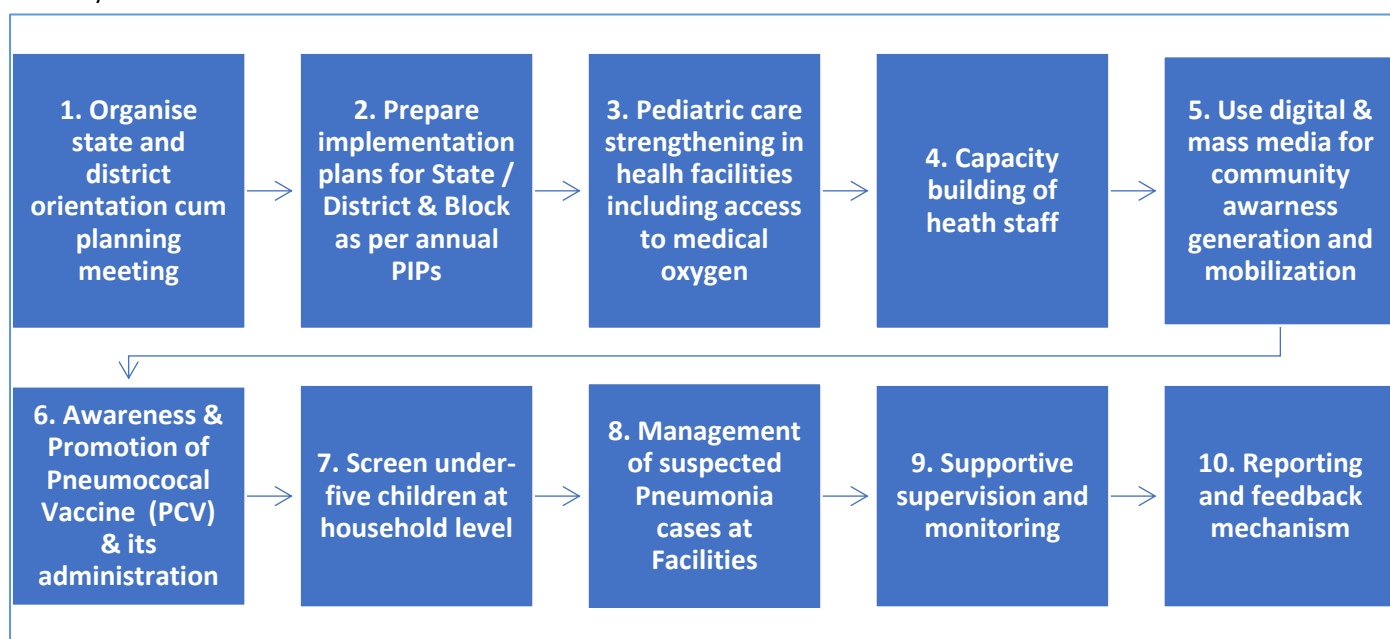 1. Organise
state and
district
orientation cum
planning
meeting
2. Prepare
implementation
plans for State /
District & Block
as per annual
PIPs
3. Pediatric care
strengthening in
healh facilities
including access
to medical
oxygen
4. Capacity
building of
heath staff
5. Use digital &
mass media for
community
awarness
generation and
mobilization
6. Awareness &
Promotion of
Pneumococal
Vaccine (PCV)
& its
administration
7. Screen under-
five children at
household level
8. Management
of suspected
Pneumonia
cases at
Facilities
9. Supportive
supervision and
monitoring
10. Reporting
and feedback
mechanism